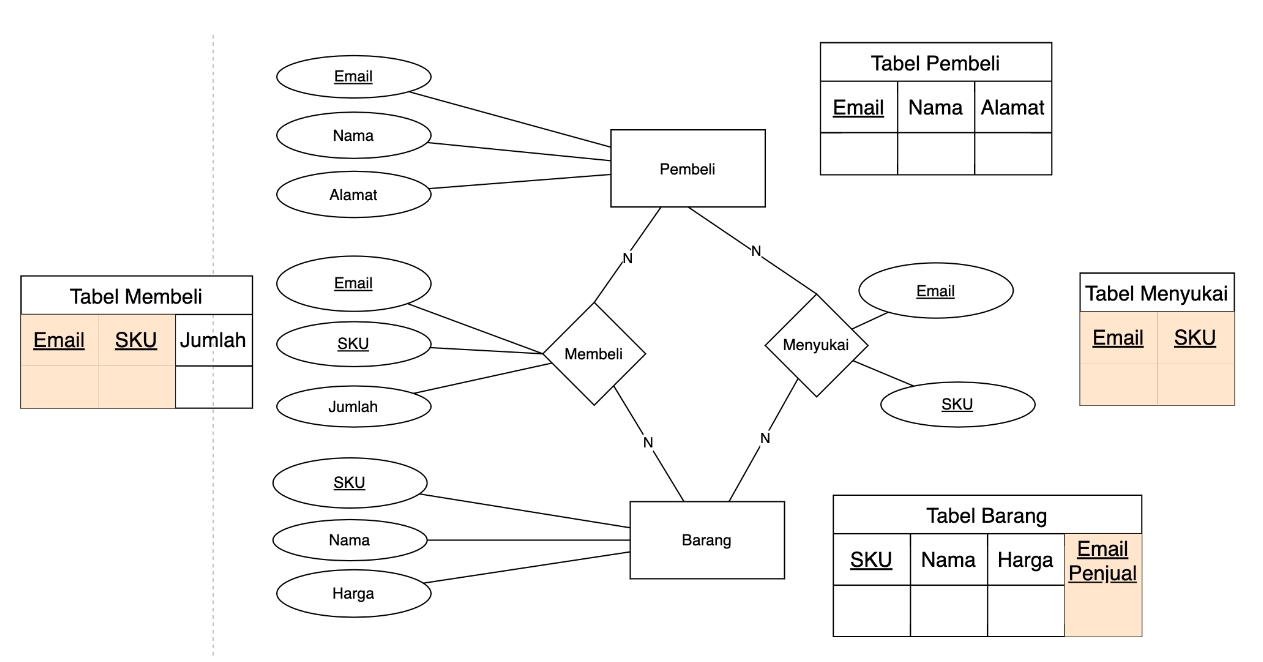 Email
Nama
Alamat
Pembeli
Tabel Pembeli
Email Nama Alamat
N
N
Tabel Membeli
Email SKU Jumlah
Email
SKU
Jumlah
Membeli
Menyukai
Email
SKU
Tabel Menyukai
Email SKU
N
N
SKU
Nama
Harga
Barang
Tabel Barang
SKU Nama Harga Email
Penjual